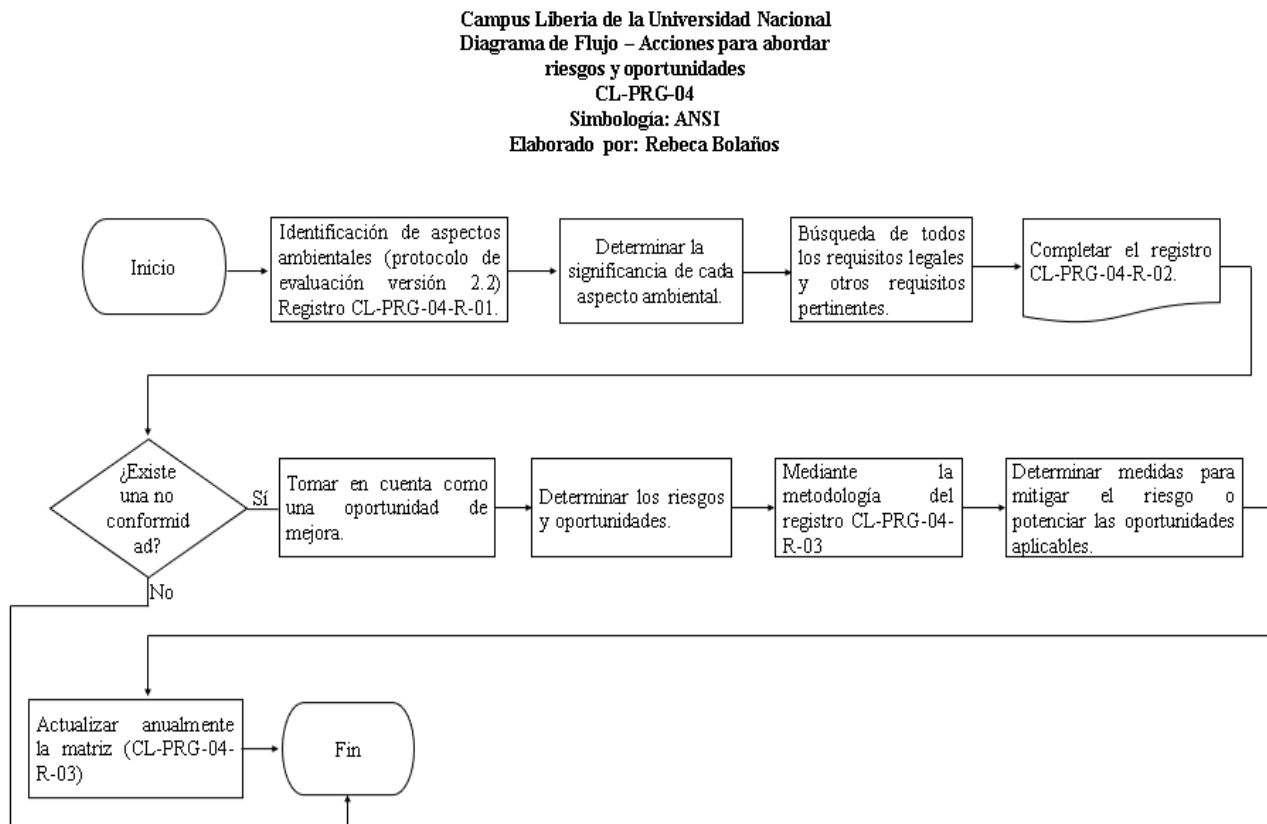 Campus Liberia de la Universidad Nacional
Diagrama de Flujo – Acciones para abordar
riesgos y oportunidades
CL-PRG-04
Simbología: ANSI
Elaborado por: Rebeca Bolaños
Inicio
Identificación de aspectos
ambientales (protocolo de
evaluación versión 2.2)
Registro CL-PRG-04-R-01.
Determinar la
significancia de cada
aspecto ambiental.
Búsqueda de todos
los requisitos legales
y otros requisitos
pertinentes.
Completar el registro
CL-PRG-04-R-02.
¿Existe
una no
conformid
ad?
Sí
No
Tomar en cuenta como
una oportunidad de
mejora.
Determinar los riesgos
y oportunidades.
Mediante la
metodología del
registro CL-PRG-04-
R-03
Determinar medidas para
mitigar el riesgo o
potenciar las oportunidades
aplicables.
Actualizar anualmente
la matriz (CL-PRG-04-
R-03)
Fin